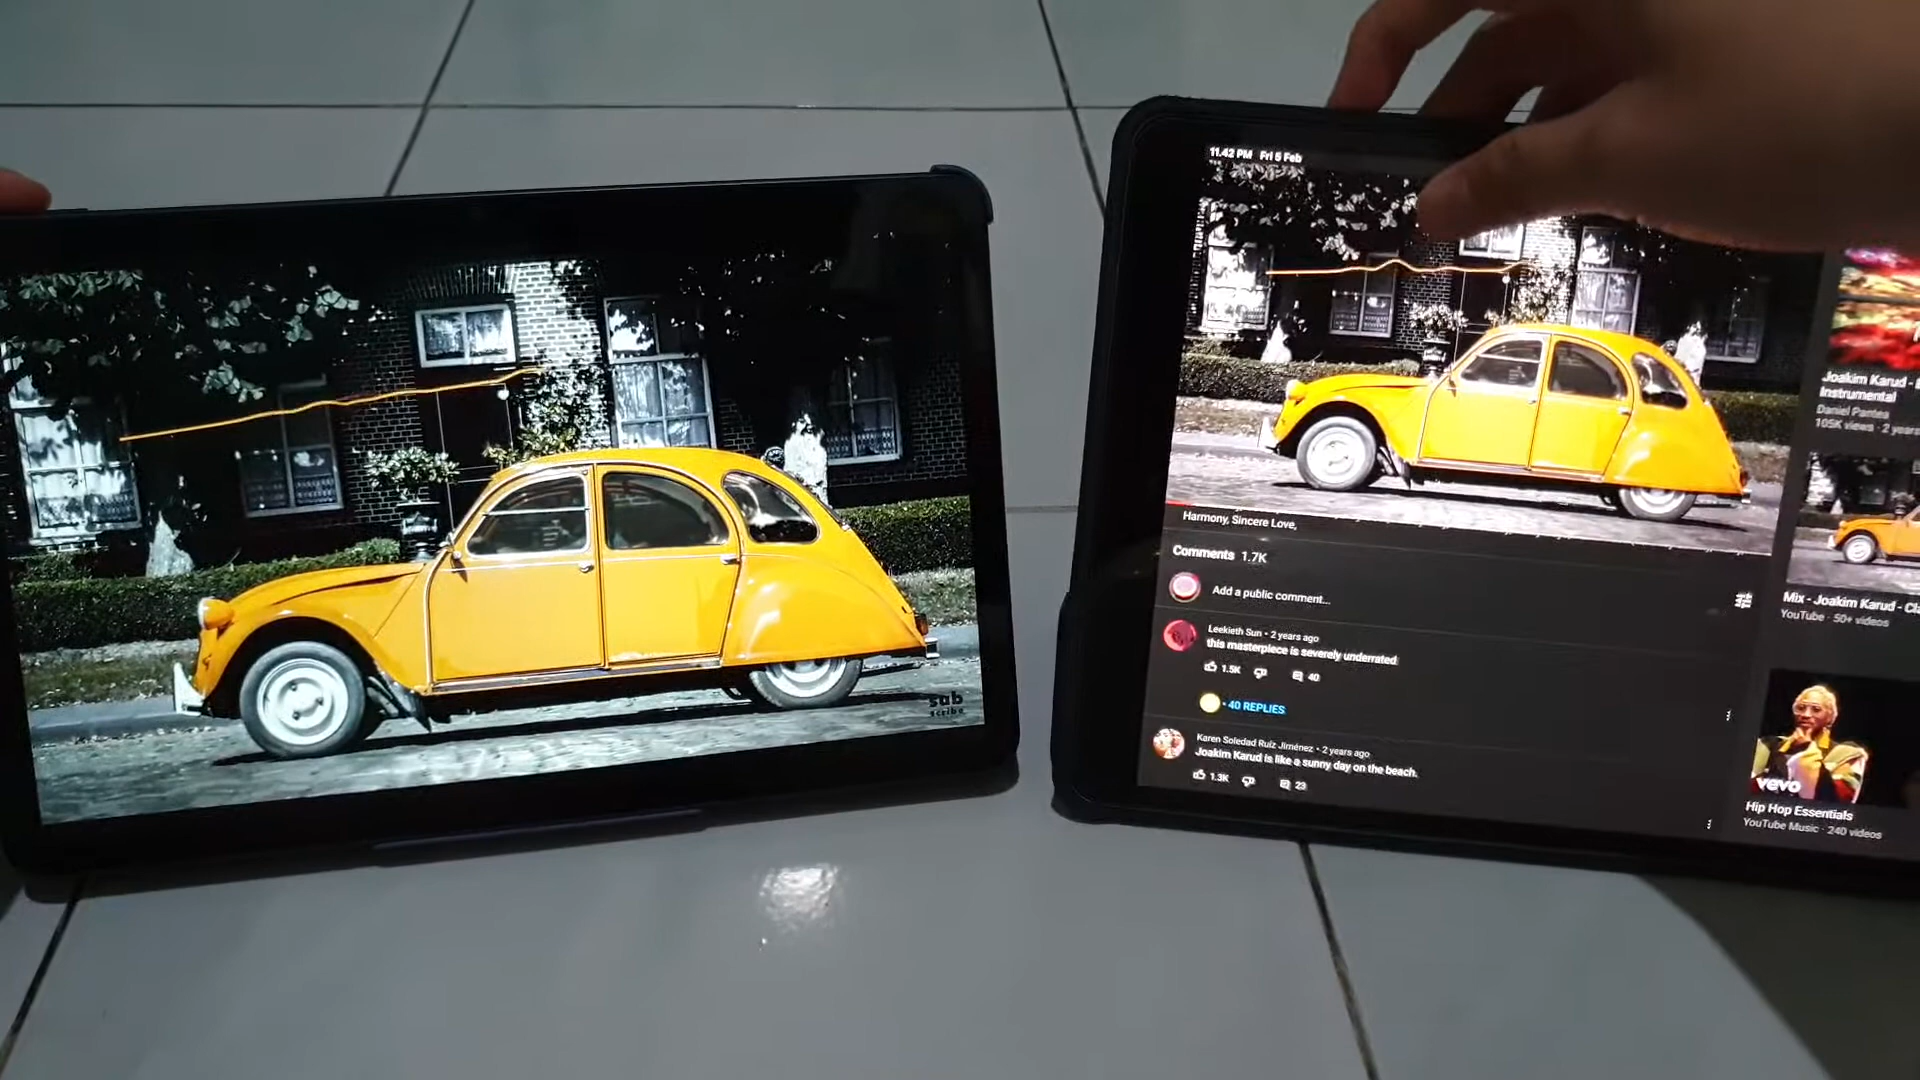 sub
scribe
11.42 PM Fri 5 Feb
Harmony, Sincere Love,
Comments 1.7K
Add a public comment...
Leekieth Sun • 2 years ago
this masterpiece is severely underrated
1.5K 40
• 40 REPLIES
Karen Soledad Ruíz Jiménez • 2 years ago
Joakim Karud is like a sunny day on the beach.
1.3K 23
Joakim Karud -
Instrumental
Daniel Pantea
105K views · 2 years
Mix - Joakim Karud - Cla
YouTube · 50+ videos
vevo
Hip Hop Essentials
YouTube Music · 240 videos